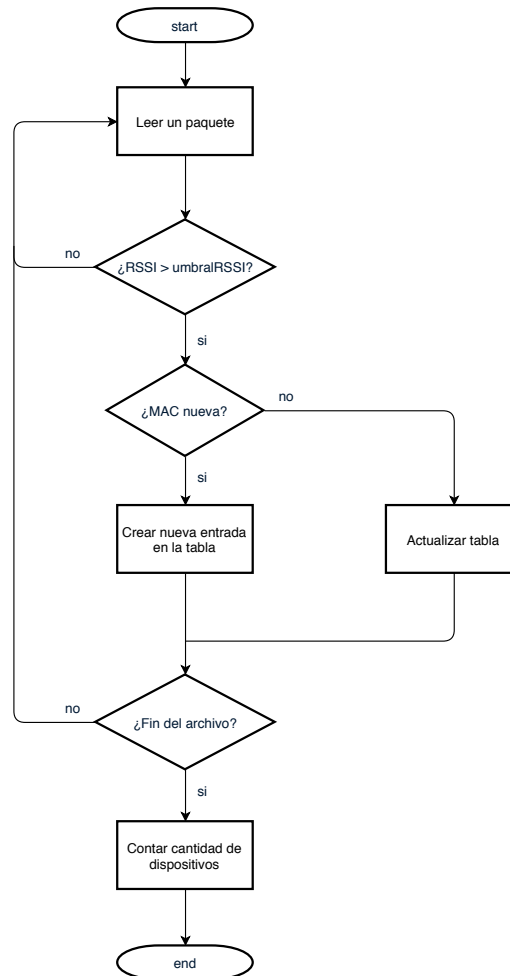 start
Leer un paquete
no
¿RSSI > umbralRSSI?
si
¿MAC nueva?
no
si
Crear nueva entrada
en la tabla
Actualizar tabla
no
¿Fin del archivo?
si
Contar cantidad de
dispositivos
end